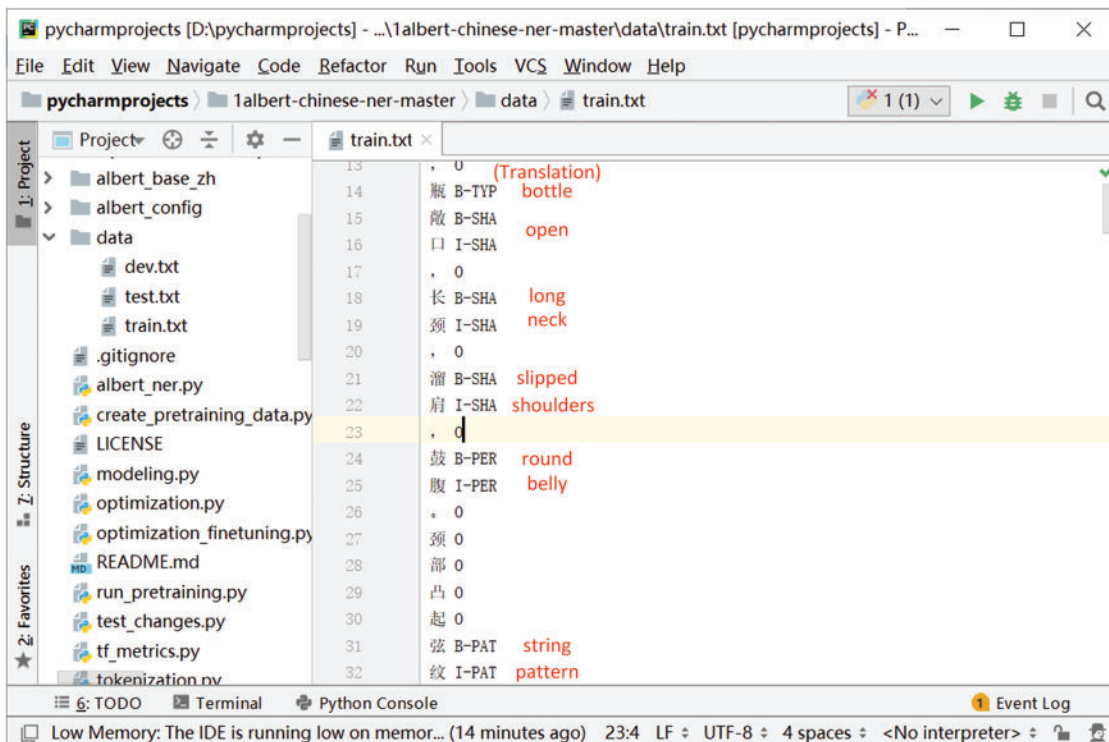 pycharmprojects [D:\pycharmprojects] - ...\1albert-chinese-ner-master\data\train.txt [pycharmprojects] - P...
File Edit View Navigate Code Refactor Run Tools VCS Window Help
pycharmprojects 1albert-chinese-ner-master data train.txt 1 (1)
Project train.txt
1: Project
7: Structure
2: Favorites
albert_base_zh
albert_config
data
dev.txt
test.txt
train.txt
.gitignore
albert_ner.py
create_pretraining_data.py
LICENSE
modeling.py
optimization.py
optimization_finetuning.py
README.md
run_pretraining.py
test_changes.py
tf_metrics.py
tokenization.py
13 , O (Translation)
14 瓶 B-TYP bottle
15 敞 B-SHA
open
16 口 I-SHA
17 , O
18 长 B-SHA long
19 颈 I-SHA neck
20 , O
21 溜 B-SHA slipped
22 肩 I-SHA shoulders
23 , O
24 鼓 B-PER round
25 腹 I-PER belly
26 。 O
27 颈 O
28 部 O
29 凸 O
30 起 O
31 弦 B-PAT string
32 纹 I-PAT pattern
6: TODO Terminal Python Console 1 Event Log
Low Memory: The IDE is running low on memor... (14 minutes ago) 23:4 LF UTF-8 4 spaces <No interpreter>